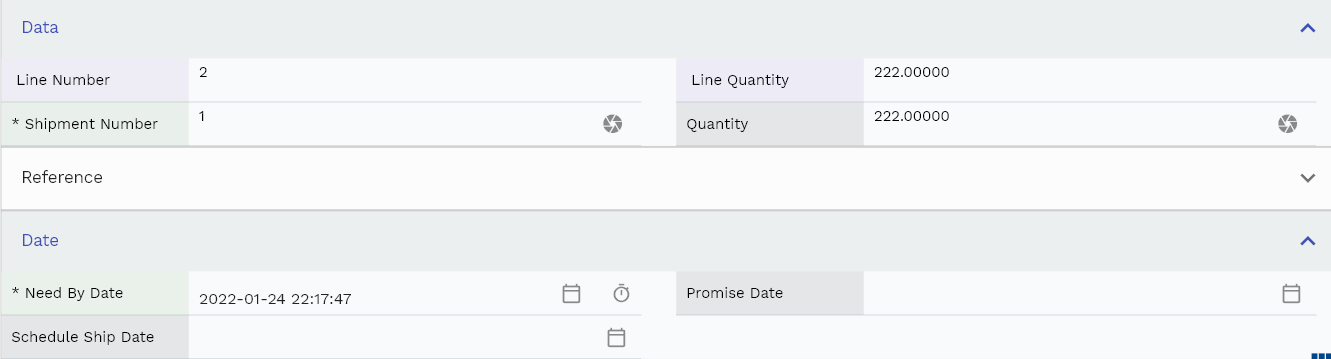 Data
Line Number 2 Line Quantity 222.00000
* Shipment Number 1 Quantity 222.00000
Reference
Date
* Need By Date 2022-01-24 22:17:47 Promise Date
Schedule Ship Date